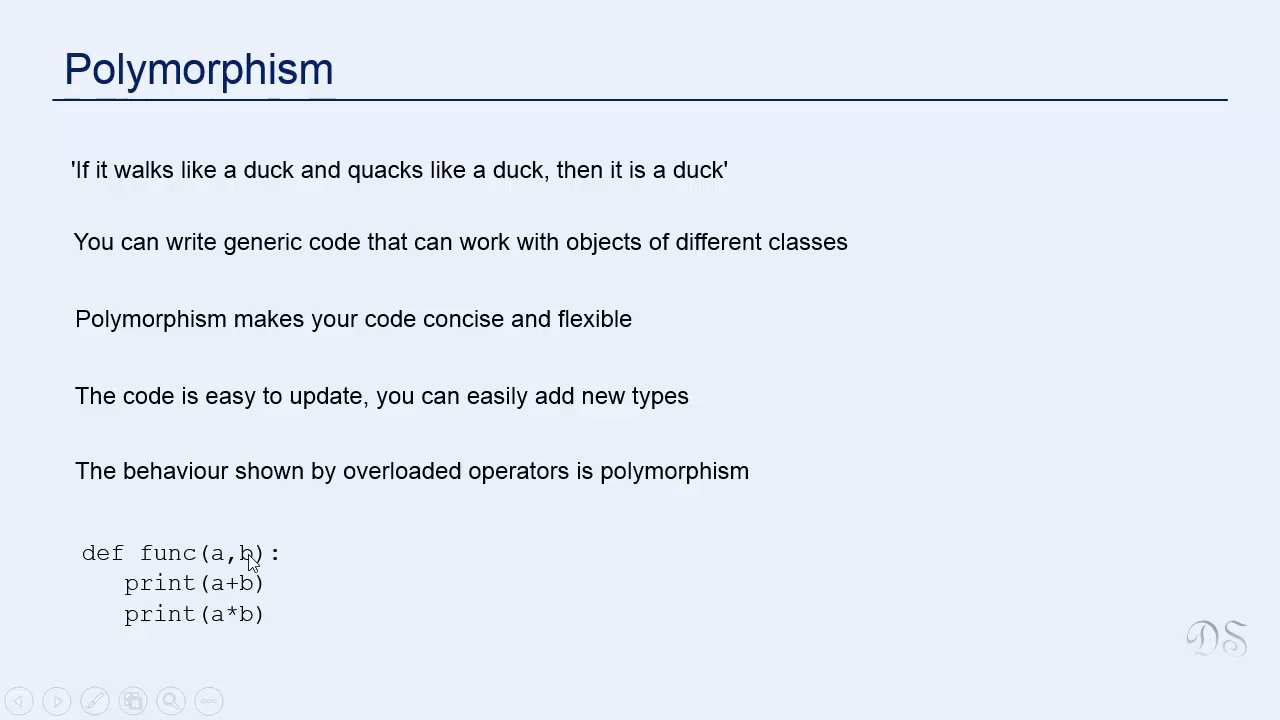 Polymorphism
'If it walks like a duck and quacks like a duck, then it is a duck'
You can write generic code that can work with objects of different classes
Polymorphism makes your code concise and flexible
The code is easy to update, you can easily add new types
The behaviour shown by overloaded operators is polymorphism
def func(a,b):
   print(a+b)
   print(a*b)
DS